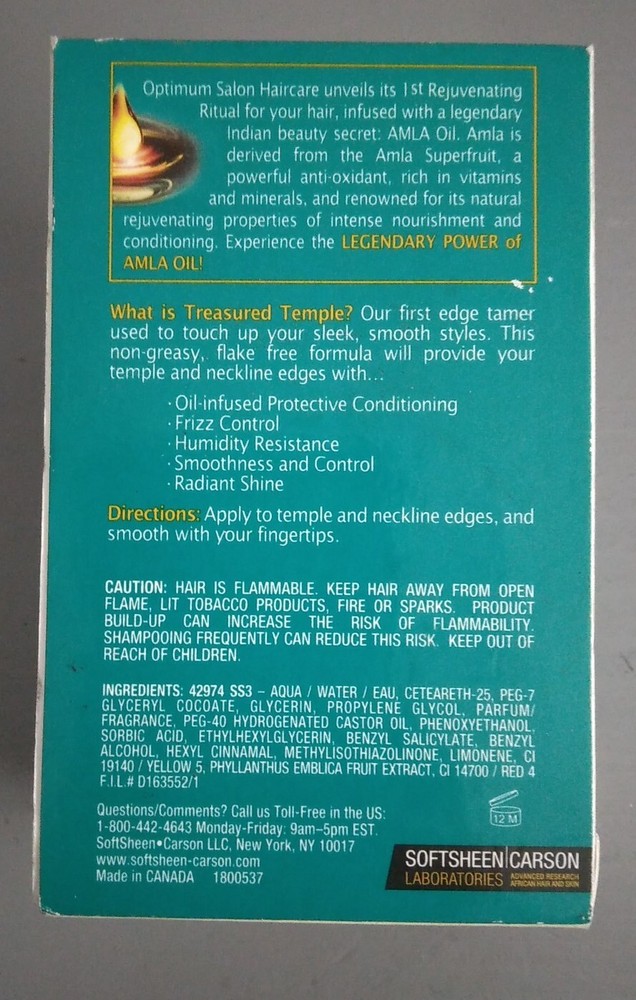 Optimum Salon Haircare unveils its 1st Rejuvenating
Ritual for your hair, infused with a legendary
Indian beauty secret: AMLA Oil. Amla is
derived from the Amla Superfruit, a
powerful anti-oxidant, rich in vitamins
and minerals, and renowned for its natural
rejuvenating properties of intense nourishment and
conditioning. Experience the LEGENDARY POWER of
AMLA OIL!
What is Treasured Temple? Our first edge tamer
used to touch up your sleek, smooth styles. This
non-greasy, flake free formula will provide your
temple and neckline edges with...
· Oil-infused Protective Conditioning
· Frizz Control
· Humidity Resistance
· Smoothness and Control
· Radiant Shine
Directions: Apply to temple and neckline edges, and
smooth with your fingertips.
CAUTION: HAIR IS FLAMMABLE. KEEP HAIR AWAY FROM OPEN
FLAME, LIT TOBACCO PRODUCTS, FIRE OR SPARKS. PRODUCT
BUILD-UP CAN INCREASE THE RISK OF FLAMMABILITY.
SHAMPOOING FREQUENTLY CAN REDUCE THIS RISK. KEEP OUT OF
REACH OF CHILDREN.
INGREDIENTS: 42974 SS3 – AQUA / WATER / EAU, CETEARETH-25, PEG-7
GLYCERYL COCOATE, GLYCERIN, PROPYLENE GLYCOL, PARFUM/
FRAGRANCE, PEG-40 HYDROGENATED CASTOR OIL, PHENOXYETHANOL,
SORBIC ACID, ETHYLHEXYLGLYCERIN, BENZYL SALICYLATE, BENZYL
ALCOHOL, HEXYL CINNAMAL, METHYLISOTHIAZOLINONE, LIMONENE, CI
19140 / YELLOW 5, PHYLLANTHUS EMBLICA FRUIT EXTRACT, CI 14700 / RED 4
F.I.L.# D163552/1
12 M
Questions/Comments? Call us Toll-Free in the US:
1-800-442-4643 Monday-Friday: 9am–5pm EST.
SoftSheen•Carson LLC, New York, NY 10017
www.softsheen-carson.com
Made in CANADA 1800537
SOFTSHEEN|CARSON
LABORATORIES ADVANCED RESEARCH
AFRICAN HAIR AND SKIN